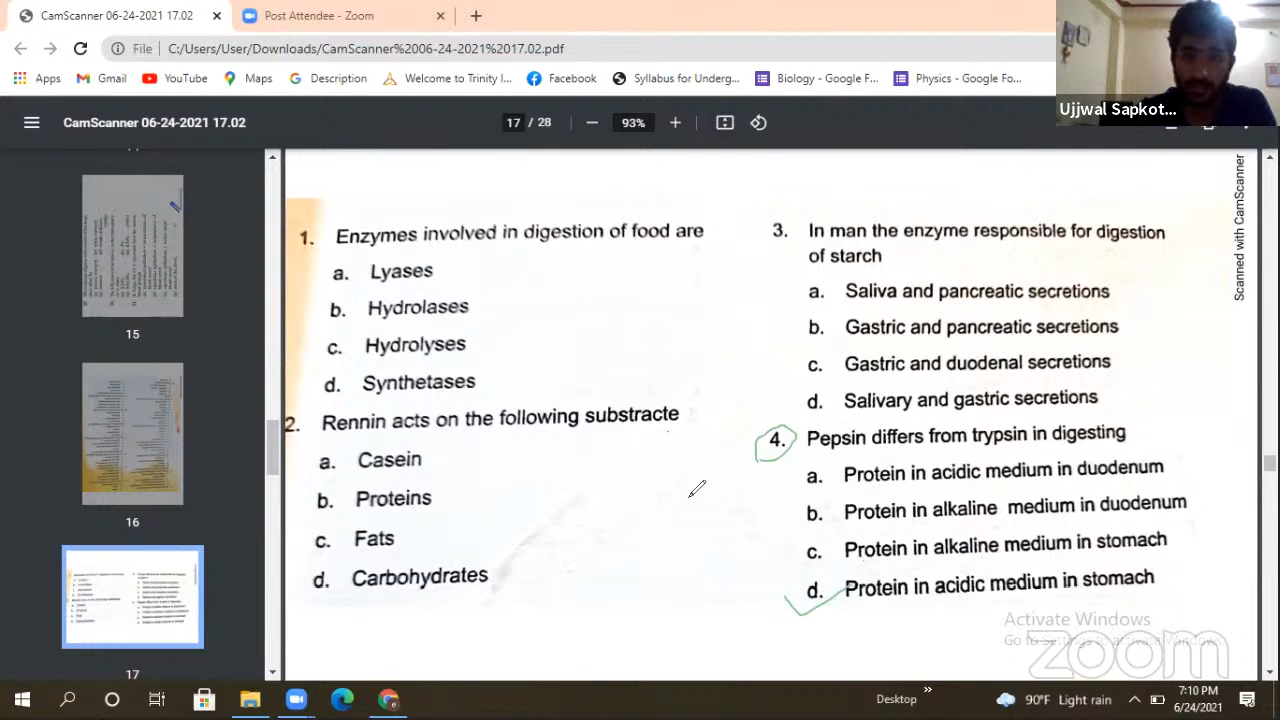 CamScanner 06-24-2021 17.02
Post Attendee - Zoom
File
C:/Users/User/Downloads/CamScanner%2006-24-2021%2017.02.pdf
Apps
Gmail
YouTube
Maps
Description
Welcome to Trinity I...
Facebook
Syllabus for Underg...
Biology - Google F...
Physics - Google Fo...
Ujjwal Sapkot...
CamScanner 06-24-2021 17.02
17 / 28
93%
15
16
17
1. Enzymes involved in digestion of food are
a. Lyases
b. Hydrolases
c. Hydrolyses
d. Synthetases
2. Rennin acts on the following substracte
a. Casein
b. Proteins
c. Fats
d. Carbohydrates
3. In man the enzyme responsible for digestion
of starch
a. Saliva and pancreatic secretions
b. Gastric and pancreatic secretions
c. Gastric and duodenal secretions
d. Salivary and gastric secretions
4. Pepsin differs from trypsin in digesting
a. Protein in acidic medium in duodenum
b. Protein in alkaline medium in duodenum
c. Protein in alkaline medium in stomach
d. Protein in acidic medium in stomach
Scanned with CamScanner
Activate Windows
zoom
Desktop
90°F Light rain
7:10 PM
6/24/2021